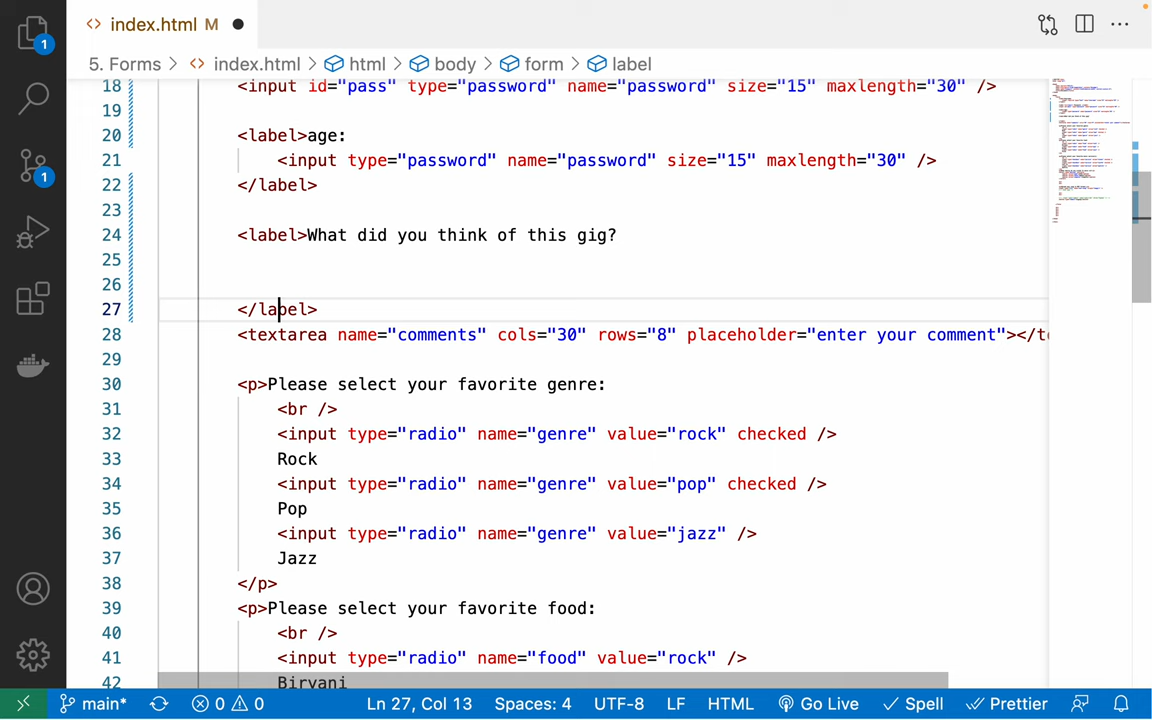 index.html M
1
5. Forms > <> index.html > html > body > form > label
18 <input id="pass" type="password" name="password" size="15" maxlength="30" />
19
20 <label>age:
21 <input type="password" name="password" size="15" maxlength="30" />
22 </label>
23
24 <label>What did you think of this gig?
25
26
27 </label>
28 <textarea name="comments" cols="30" rows="8" placeholder="enter your comment"></te
29
30 <p>Please select your favorite genre:
31 <br />
32 <input type="radio" name="genre" value="rock" checked />
33 Rock
34 <input type="radio" name="genre" value="pop" checked />
35 Pop
36 <input type="radio" name="genre" value="jazz" />
37 Jazz
38 </p>
39 <p>Please select your favorite food:
40 <br />
41 <input type="radio" name="food" value="rock" />
42 Biryani
1
main* 0 0 Ln 27, Col 13 Spaces: 4 UTF-8 LF HTML Go Live Spell Prettier